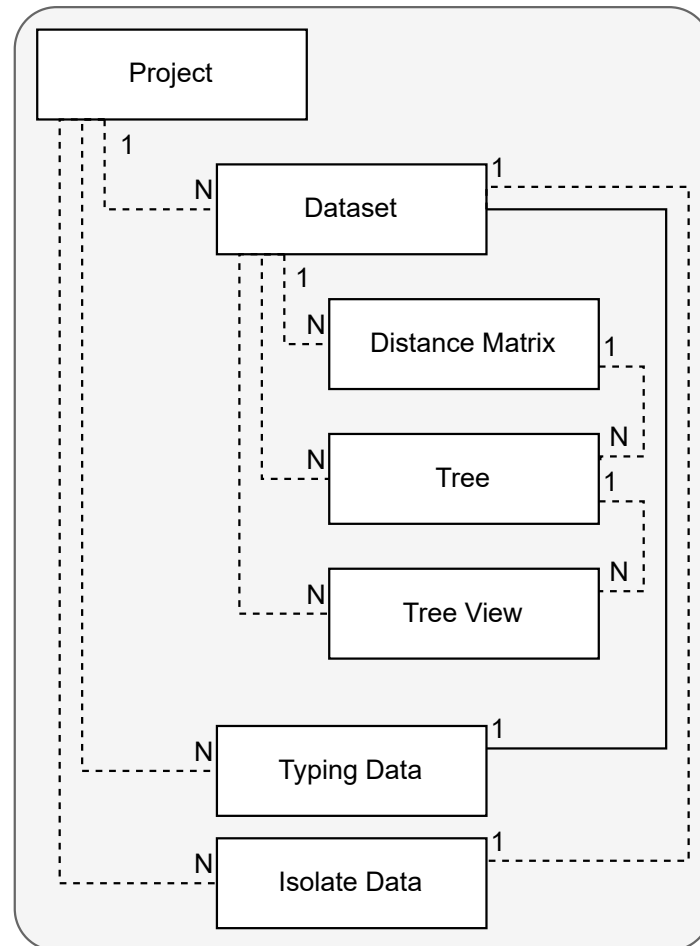 Project
1
N
1
Dataset
1
N
1
Distance Matrix
N
N
Tree
1
N
N
Tree View
1
N
Typing Data
1
N
Isolate Data